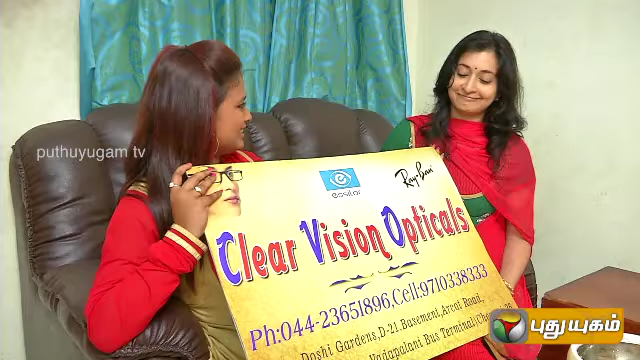 puthuyugam tv
essilor
Ray-Ban
Clear Vision Opticals
Ph:044-23651896,Cell:9710338333
Doshi Gardens,D-21.Basement,Arcat Road,
Vadapalani Bus Terminal,
புதுயுகம்